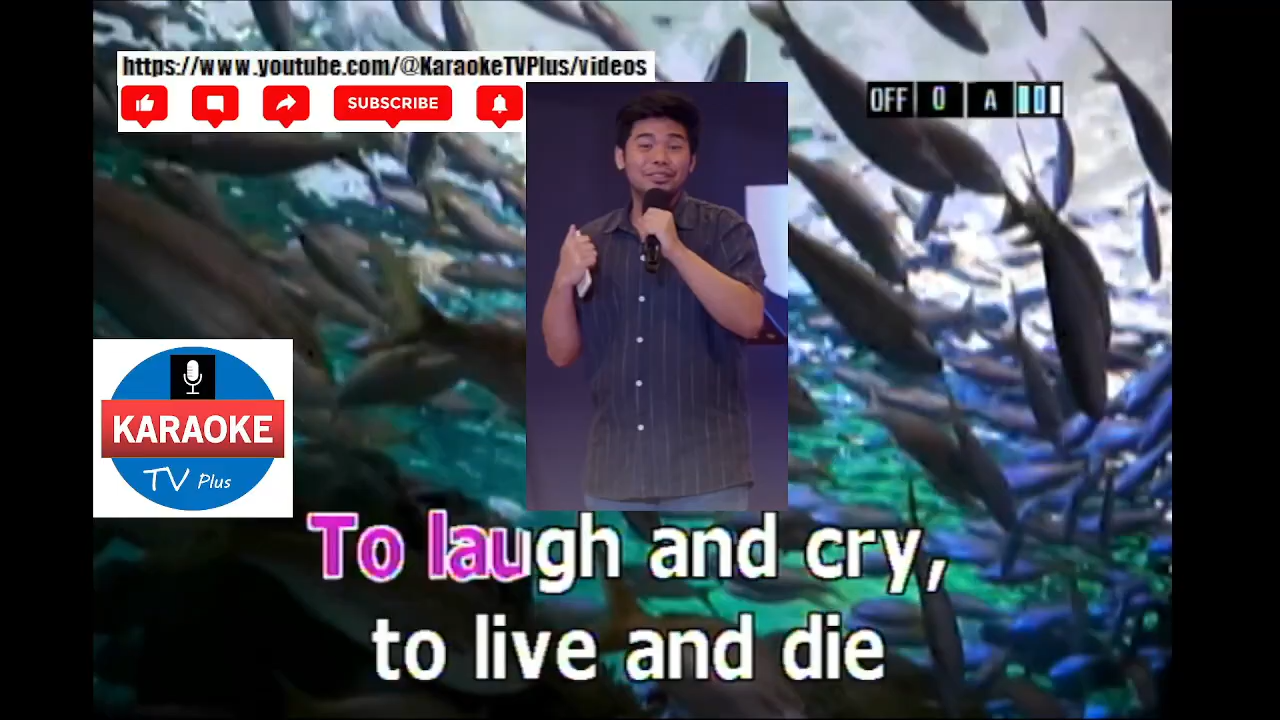 https://www.youtube.com/@KaraokeTVPlus/videos
SUBSCRIBE
OFF 0 A
KARAOKE
TV Plus
To laugh and cry,
to live and die